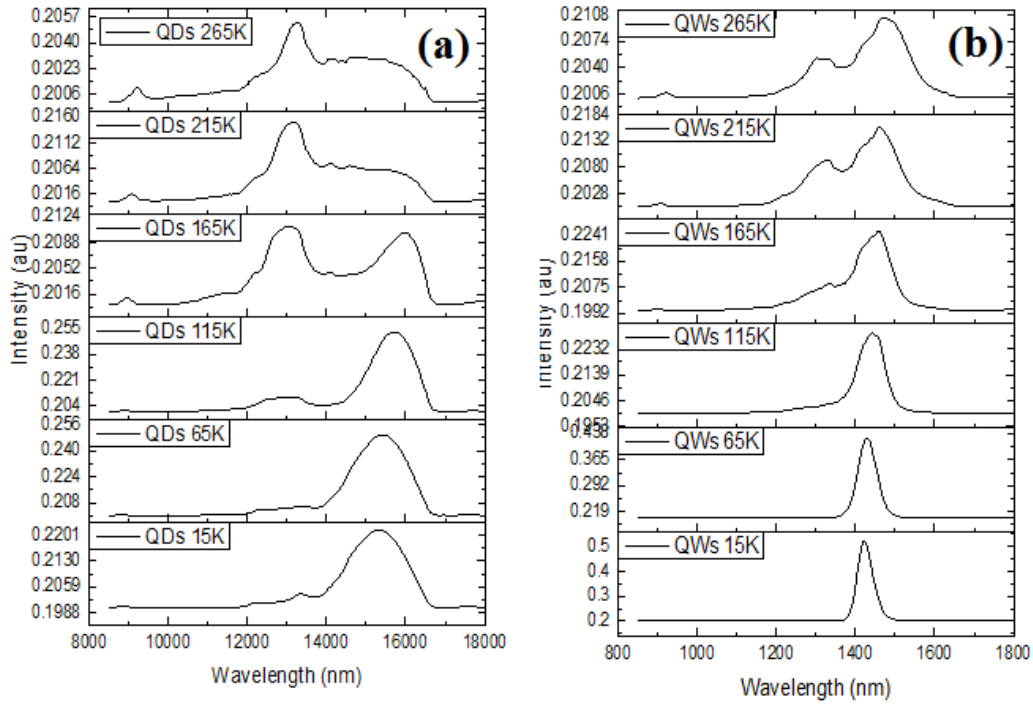 (a)
QDs 265K
0.2057
0.2040
0.2023
0.2006
QDs 215K
0.2160
0.2112
0.2064
0.2016
QDs 165K
0.2124
0.2088
0.2052
0.2016
QDs 115K
0.255
0.238
0.221
0.204
QDs 65K
0.256
0.240
0.224
0.208
QDs 15K
0.2201
0.2130
0.2059
0.1988
8000 10000 12000 14000 16000 18000
Wavelength (nm)
Intensity (au)
(b)
QWs 265K
0.2108
0.2074
0.2040
0.2006
QWs 215K
0.2184
0.2132
0.2080
0.2028
QWs 165K
0.2241
0.2158
0.2075
0.1992
QWs 115K
0.2232
0.2139
0.2046
0.1953
QWs 65K
0.438
0.365
0.292
0.219
QWs 15K
0.5
0.4
0.3
0.2
800 1000 1200 1400 1600 1800
Wavelength (nm)
Intensity (au)